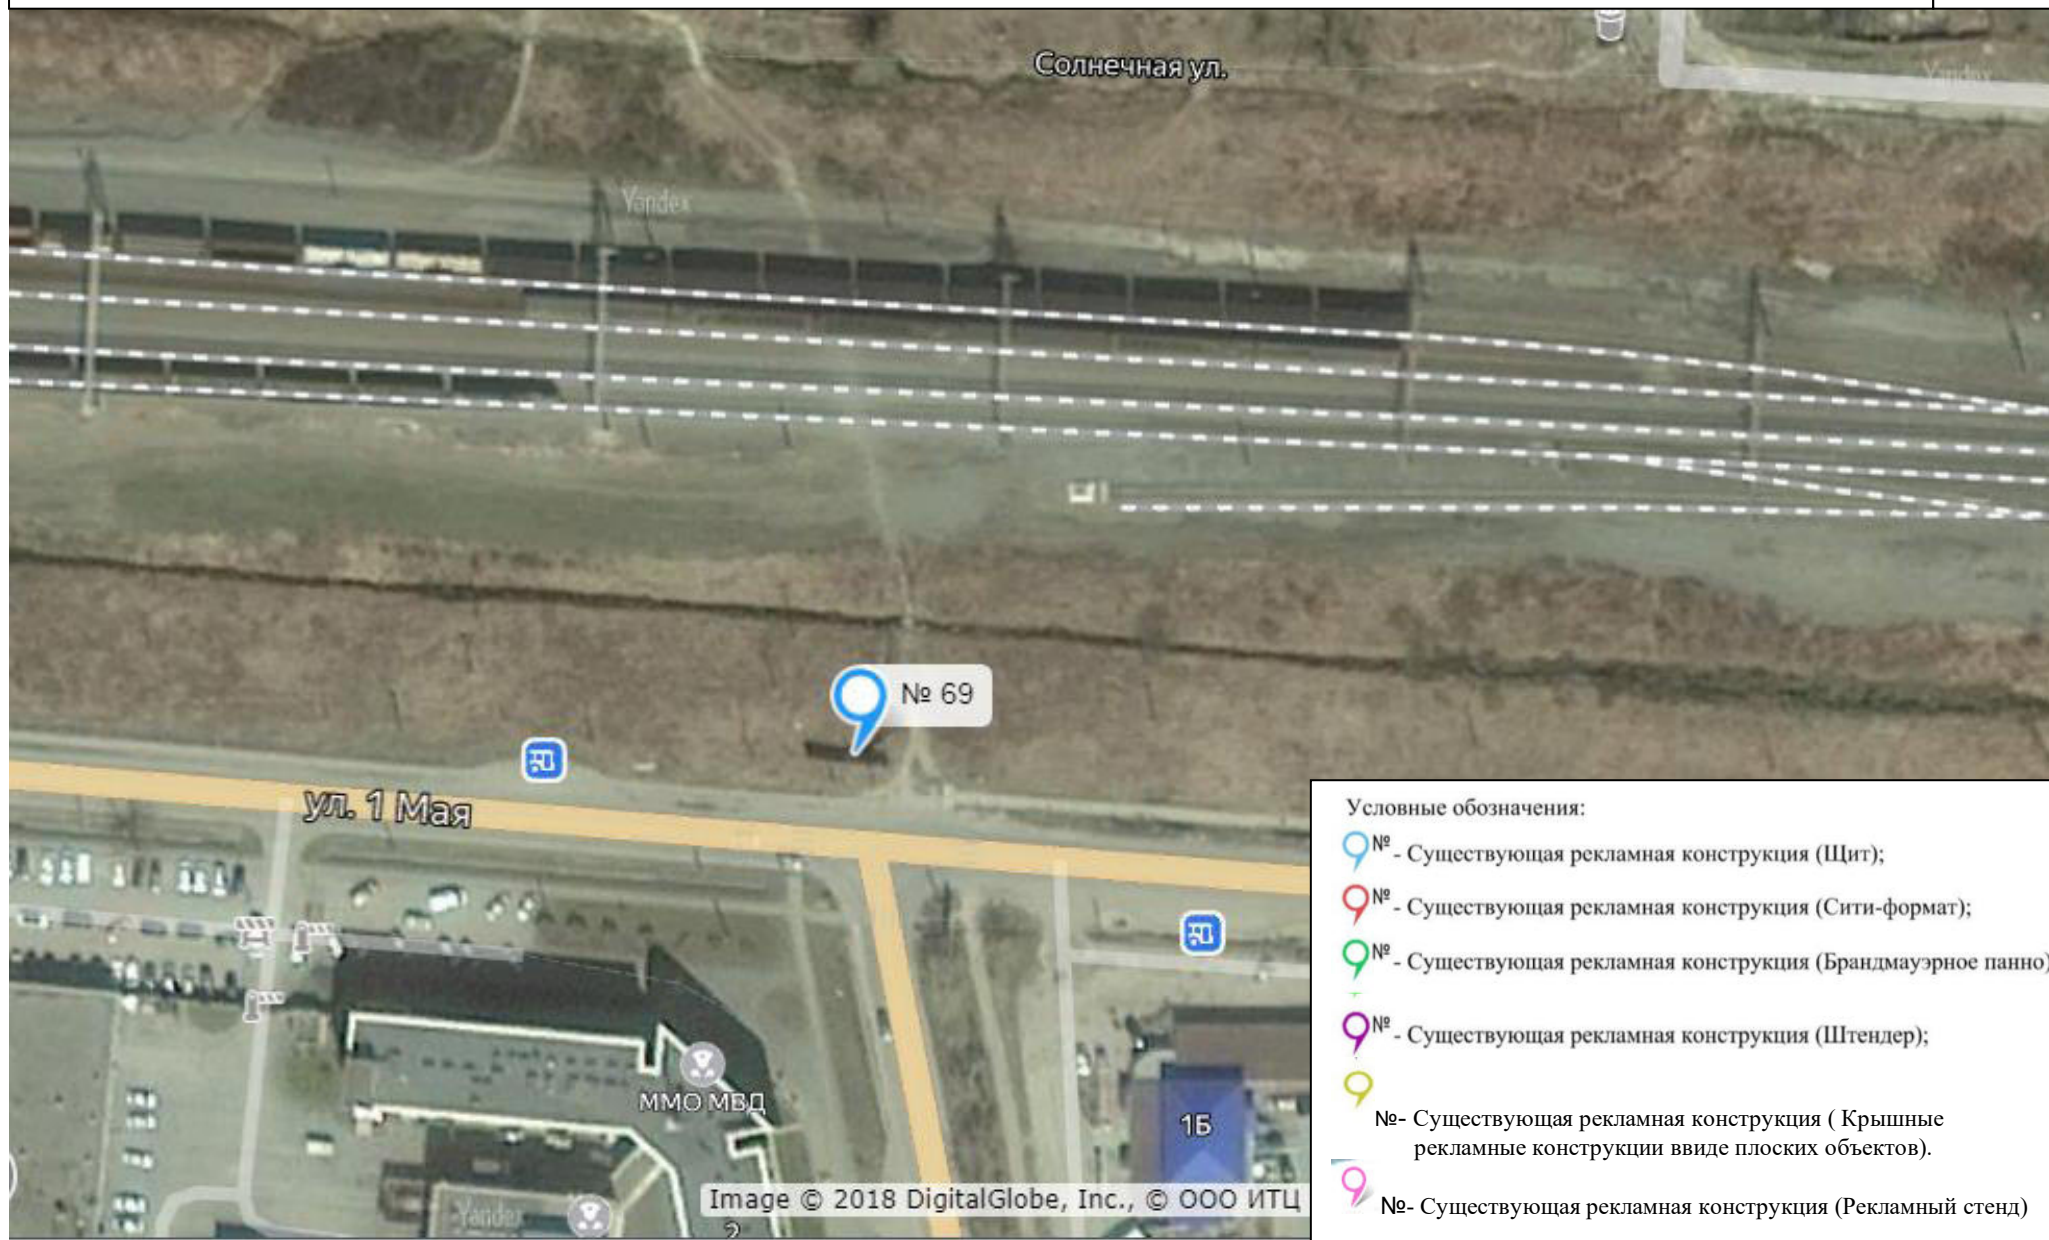 Солнечная ул.
Yandex
Yandex
№ 69
ул. 1 Мая
ММО МВД
1Б
Yandex
Image © 2018 DigitalGlobe, Inc., © ООО ИТЦ
2
Условные обозначения:
№ - Существующая рекламная конструкция (Щит);
№ - Существующая рекламная конструкция (Сити-формат);
№ - Существующая рекламная конструкция (Брандмауэрное панно)
№ - Существующая рекламная конструкция (Штендер);
№- Существующая рекламная конструкция ( Крышные
рекламные конструкции ввиде плоских объектов).
№- Существующая рекламная конструкция (Рекламный стенд)